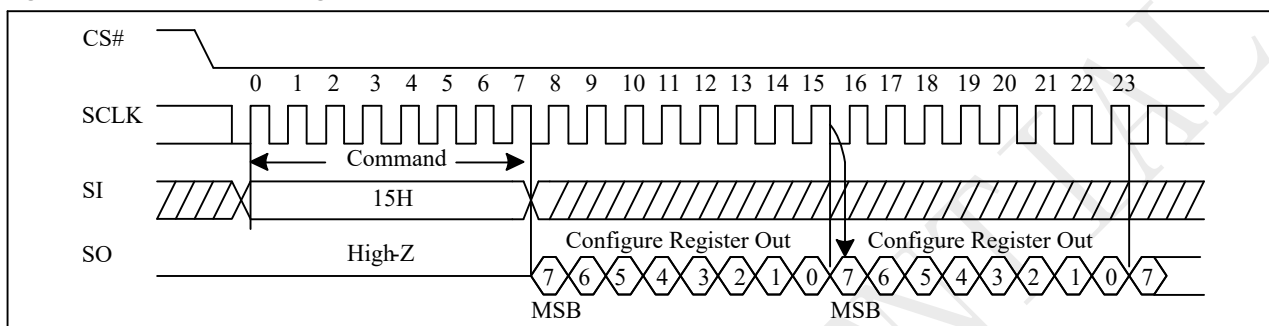 CS#
0 1 2 3 4 5 6 7 8 9 10 11 12 13 14 15 16 17 18 19 20 21 22 23
SCLK
Command
SI
15H
SO
High-Z
Configure Register Out
Configure Register Out
7 6 5 4 3 2 1 0 7 6 5 4 3 2 1 0 7
MSB
MSB